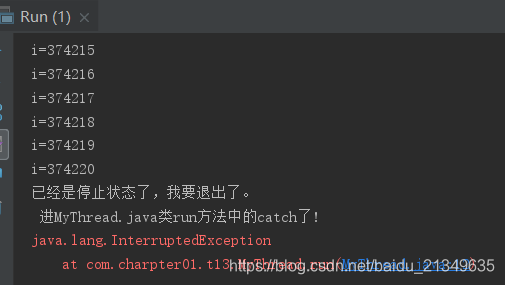 Run (1)
i=374215
i=374216
i=374217
i=374218
i=374219
i=374220
已经是停止状态了，我要退出了。
进MyThread.java类run方法中的catch了！
java.lang.InterruptedException
at com.charpter01.t13.MyThread.run(MyThread.java
https://blog.csdn.net/baidu_21349635